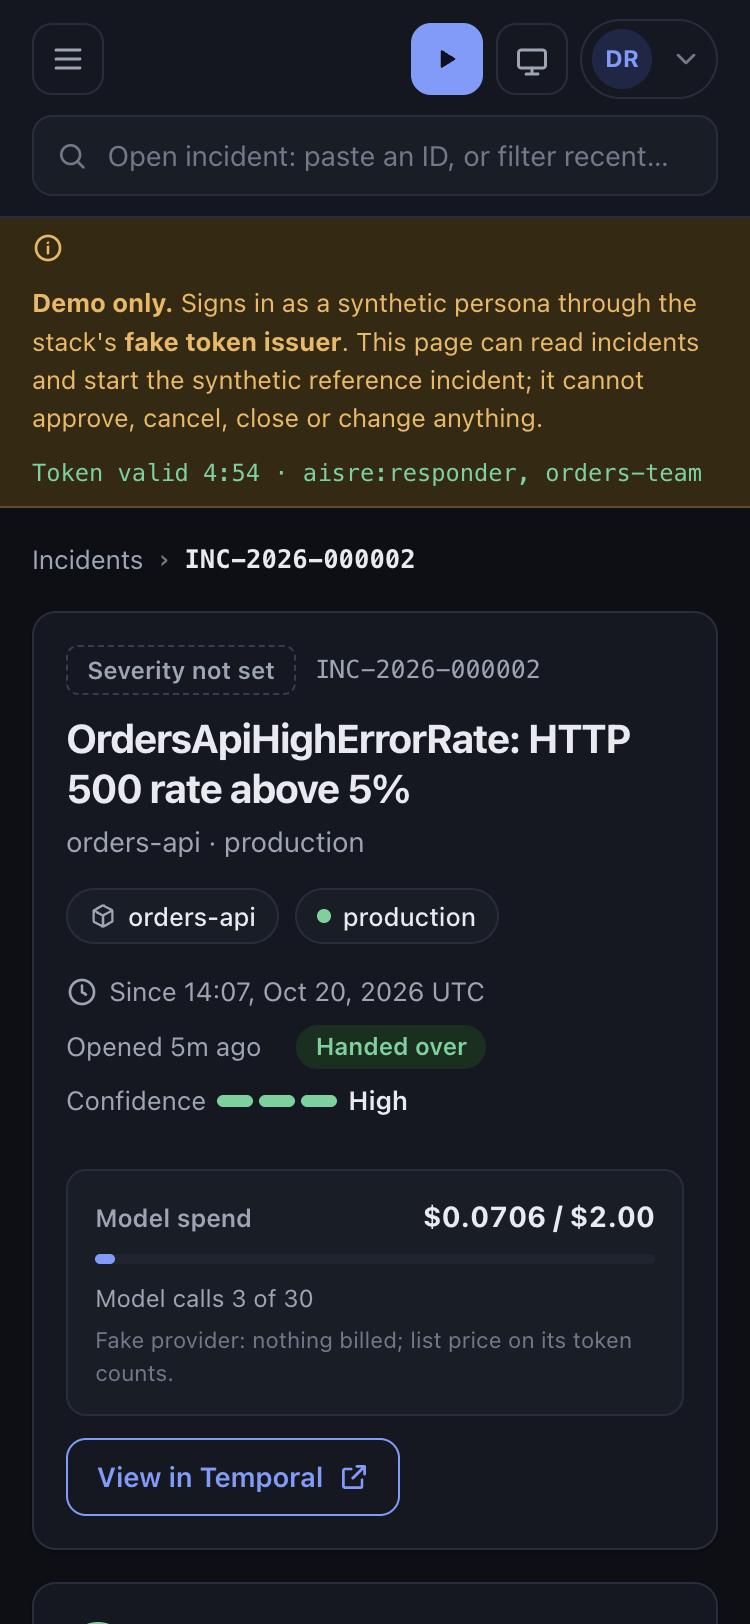 DR
Open incident: paste an ID, or filter recent...
Demo only. Signs in as a synthetic persona through the
stack's fake token issuer. This page can read incidents
and start the synthetic reference incident; it cannot
approve, cancel, close or change anything.
Token valid 4:54 · aisre:responder, orders-team
Incidents › INC-2026-000002
Severity not set INC-2026-000002
OrdersApiHighErrorRate: HTTP
500 rate above 5%
orders-api · production
orders-api production
Since 14:07, Oct 20, 2026 UTC
Opened 5m ago Handed over
Confidence High
Model spend $0.0706 / $2.00
Model calls 3 of 30
Fake provider: nothing billed; list price on its token
counts.
View in Temporal